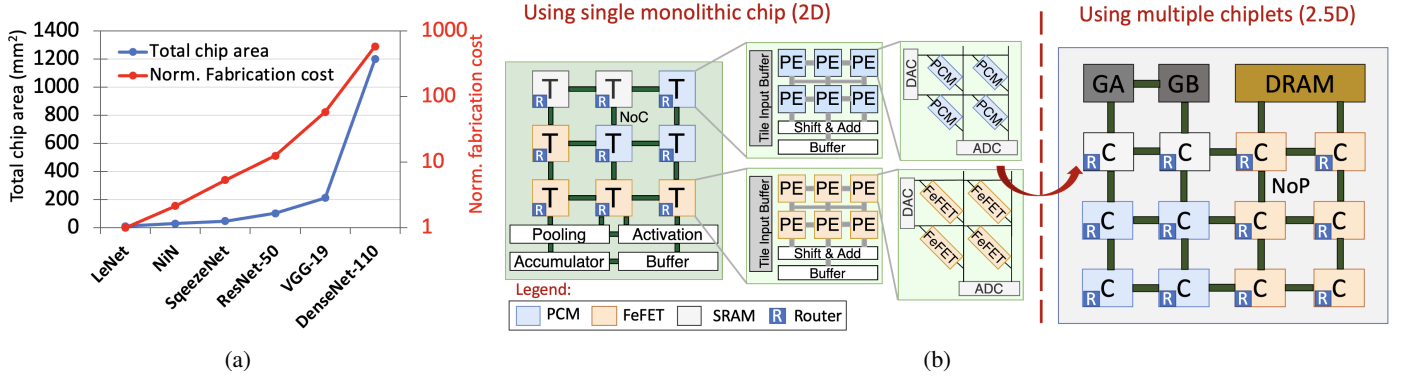 Total chip area (mm²)
1400
1200
1000
800
600
400
200
0
Total chip area
Norm. Fabrication cost
1000
100
10
1
Norm. fabrication cost
LeNet
NiN
SqeezeNet
ResNet-50
VGG-19
DenseNet-110
(a)
Using single monolithic chip (2D)
T T T
R R R
NoC
T T T
R R R
T T T
R R R
Pooling Activation
Accumulator Buffer
Tile Input Buffer
PE PE PE
PE PE PE
Shift & Add
Buffer
DAC
PCM PCM
PCM PCM
ADC
Tile Input Buffer
PE PE PE
PE PE PE
Shift & Add
Buffer
DAC
FeFET FeFET
FeFET FeFET
ADC
Legend:
PCM FeFET SRAM R Router
Using multiple chiplets (2.5D)
GA GB DRAM
C C C C
R R R R
NoP
C C C C
R R R R
C C C C
R R R R
(b)